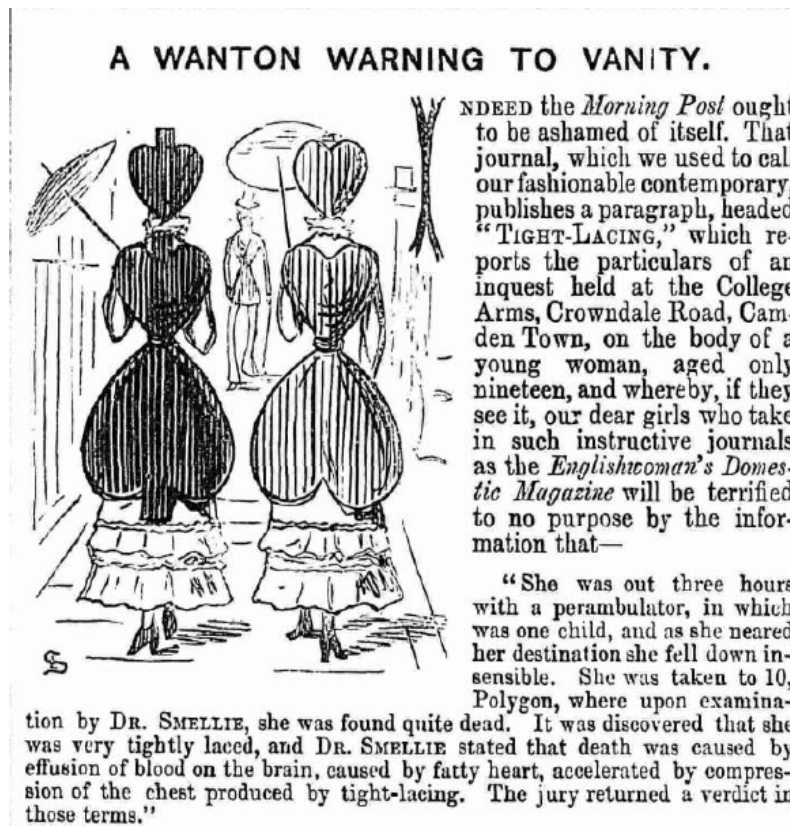 A WANTON WARNING TO VANITY.
NDEED the Morning Post ought
to be ashamed of itself. That
journal, which we used to call
our fashionable contemporary,
publishes a paragraph, headed
“TIGHT-LACING,” which re-
ports the particulars of an
inquest held at the College
Arms, Crowndale Road, Cam-
den Town, on the body of a
young woman, aged only
nineteen, and whereby, if they
see it, our dear girls who take
in such instructive journals
as the Englishwoman's Domes-
tic Magazine will be terrified
to no purpose by the infor-
mation that—
“She was out three hours
with a perambulator, in which
was one child, and as she neared
her destination she fell down in-
sensible. She was taken to 10,
Polygon, where upon examina-
tion by DR. SMELLIE, she was found quite dead. It was discovered that she
was very tightly laced, and DR. SMELLIE stated that death was caused by
effusion of blood on the brain, caused by fatty heart, accelerated by compres-
sion of the chest produced by tight-lacing. The jury returned a verdict in
those terms.”